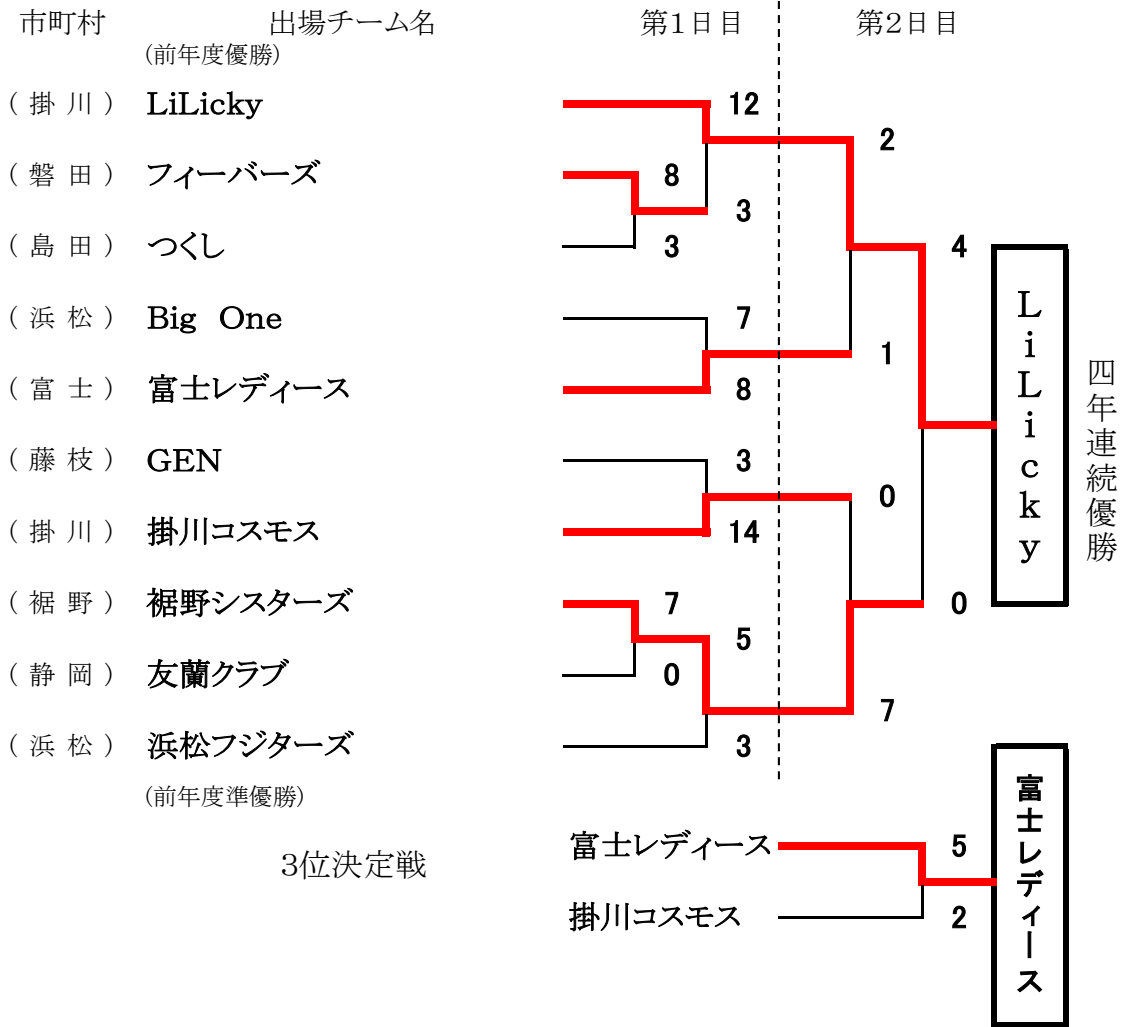 市町村 出場チーム名 第1日目 第2日目
(前年度優勝)
(掛川) LiLicky 12
2
(磐田) フィーバーズ 8
3
(島田) つくし 3 4
(浜松) Big One 7
1
(富士) 富士レディース 8
(藤枝) GEN 3
0
(掛川) 掛川コスモス 14
(裾野) 裾野シスターズ 7 0
5
(静岡) 友蘭クラブ 0
7
(浜松) 浜松フジターズ 3
(前年度準優勝)
LiLicky
四年連続優勝
3位決定戦
富士レディース 5
掛川コスモス 2
富士レディース